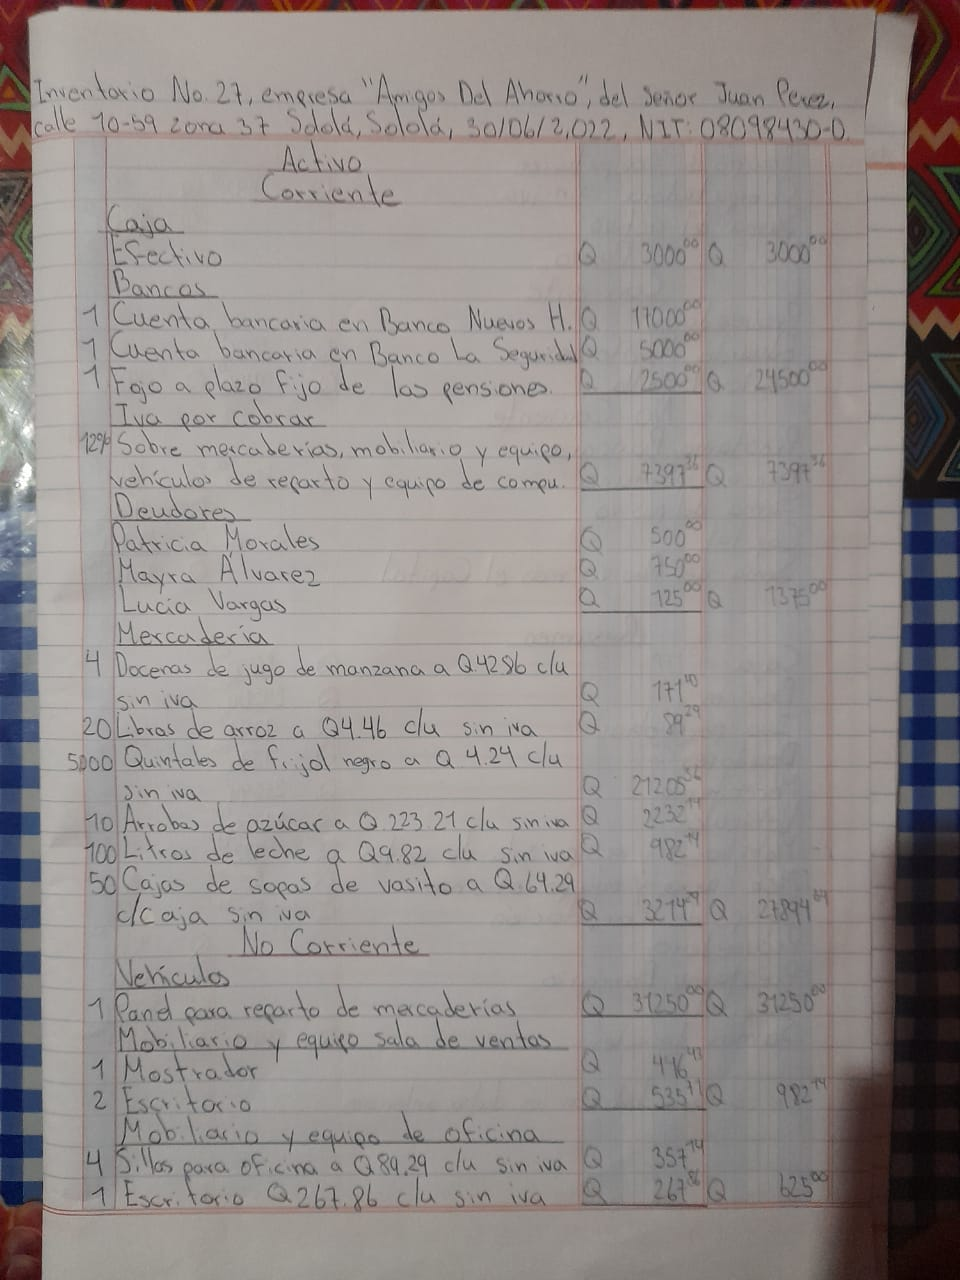 Inventario No. 27, empresa "Amigos Del Ahorro", del señor Juan Perez,
calle 10-59 zona 37 Sololá, Sololá, 30/06/2,022, NIT: 08098430-0.
Activo
Corriente
Caja
Efectivo Q 3000⁰⁰ Q 3000⁰⁰
Bancos
1 Cuenta bancaria en Banco Nuevos H. Q 17000⁰⁰
1 Cuenta bancaria en Banco La Seguridad Q 5000⁰⁰
1 Fajo a plazo fijo de las pensiones. Q 2500⁰⁰ Q 24500⁰⁰
Iva por cobrar
12% Sobre mercaderías, mobiliario y equipo,
vehículos de reparto y equipo de compu. Q 7397³⁶ Q 7397³⁶
Deudores
Patricia Morales Q 500⁰⁰
Mayra Álvarez Q 750⁰⁰
Lucía Vargas Q 125⁰⁰ Q 1375⁰⁰
Mercadería
4 Docenas de jugo de manzana a Q.4286 c/u
sin iva Q 171⁴³
20 Libras de arroz a Q4.46 c/u sin iva Q 89²⁹
5000 Quintales de frijol negro a Q 4.24 c/u
sin iva Q 21205³⁶
10 Arrobas de azúcar a Q.223.21 c/u sin iva Q 2232¹⁴
100 Litros de leche a Q9.82 c/u sin iva Q 982¹⁴
50 Cajas de sopas de vasito a Q.64.29
c/caja sin iva Q 3214²⁹ Q 27894⁶⁴
No Corriente
Vehículos
1 Panel para reparto de mercaderías Q 31250⁰⁰ Q 31250⁰⁰
Mobiliario y equipo sala de ventas
1 Mostrador Q 446⁴³
2 Escritorio Q 535⁷¹ Q 982¹⁴
Mobiliario y equipo de oficina
4 Sillas para oficina a Q89.29 c/u sin iva Q 357¹⁴
1 Escritorio Q267.86 c/u sin iva Q 267⁸⁶ Q 625⁰⁰